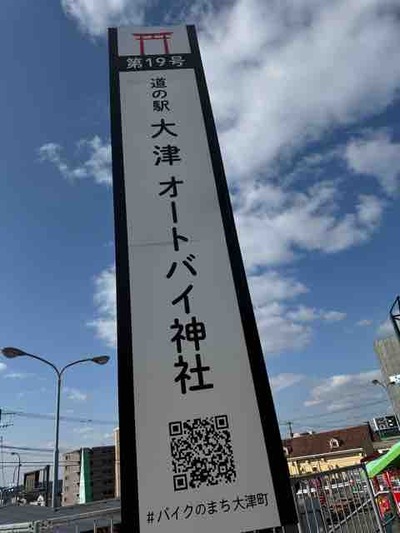 第19号
道の駅 大津 オートバイ神社
#バイクのまち大津町